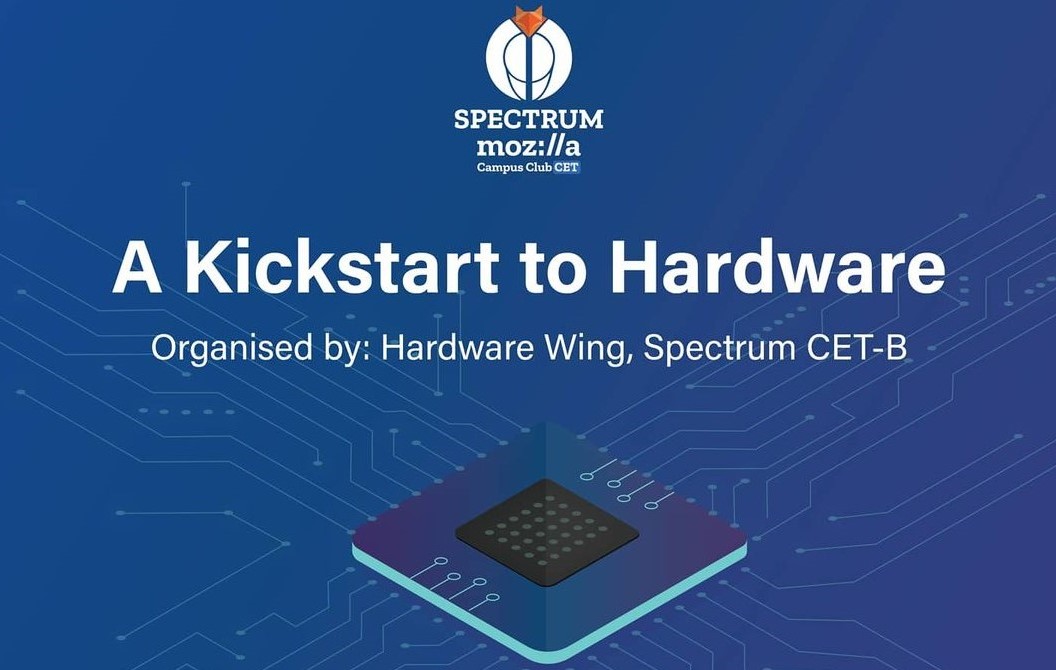 SPECTRUM
moz://a
Campus Club CET
A Kickstart to Hardware
Organised by: Hardware Wing, Spectrum CET-B